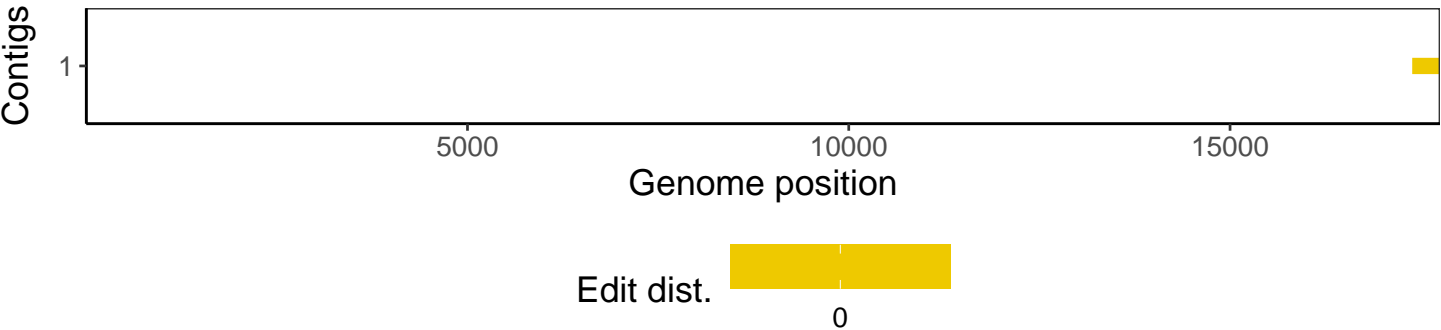 Contigs
1
5000 10000 15000
Genome position
Edit dist.
0